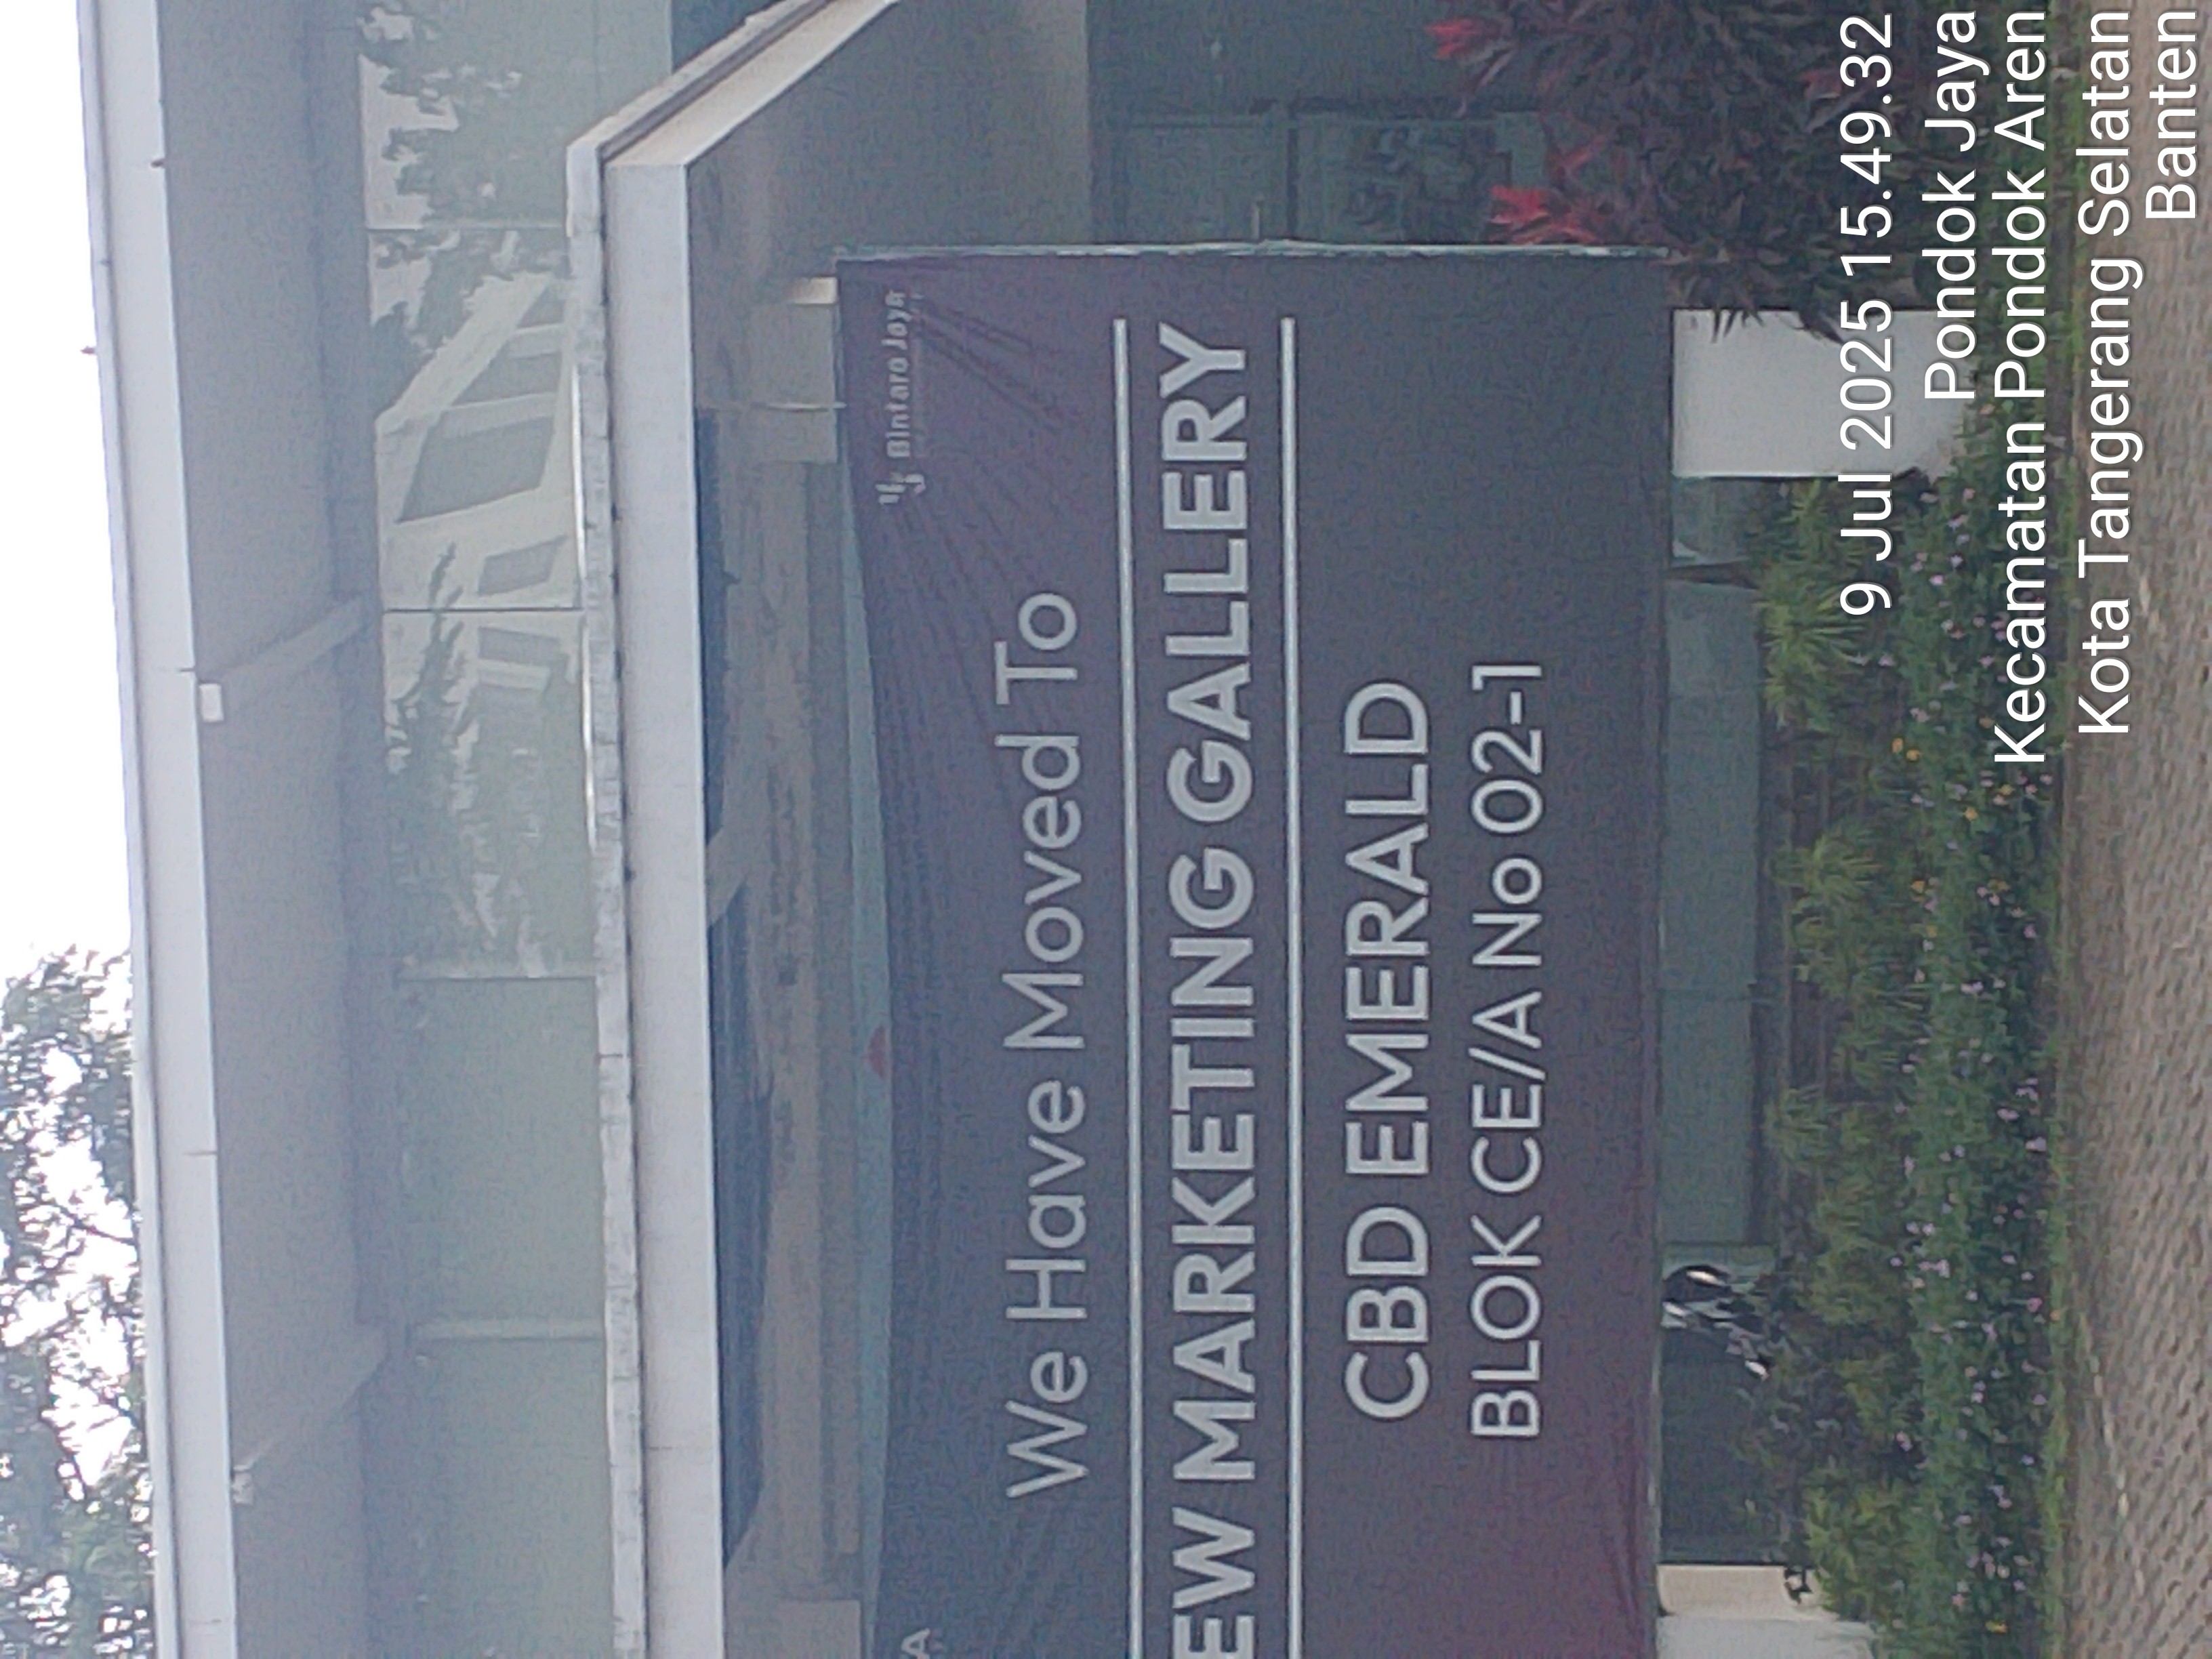 Bintaro Jaya
We Have Moved To
EW MARKETING GALLERY
CBD EMERALD
BLOK CE/A No 02-1
9 Jul 2025 15.49.32
Pondok Jaya
Kecamatan Pondok Aren
Kota Tangerang Selatan
Banten